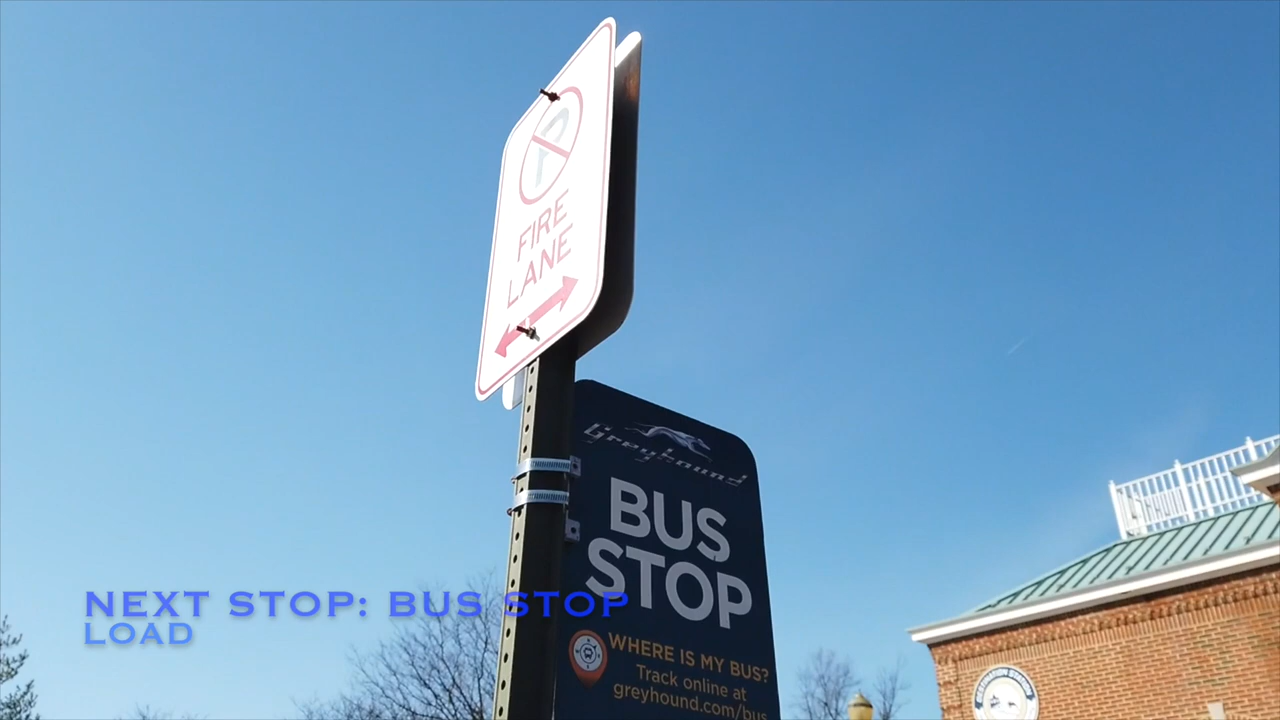 FIRE
LANE
Greyhound
BUS
STOP
WHERE IS MY BUS?
Track online at
greyhound.com/bus
NEXT STOP: BUS STOP
LOAD